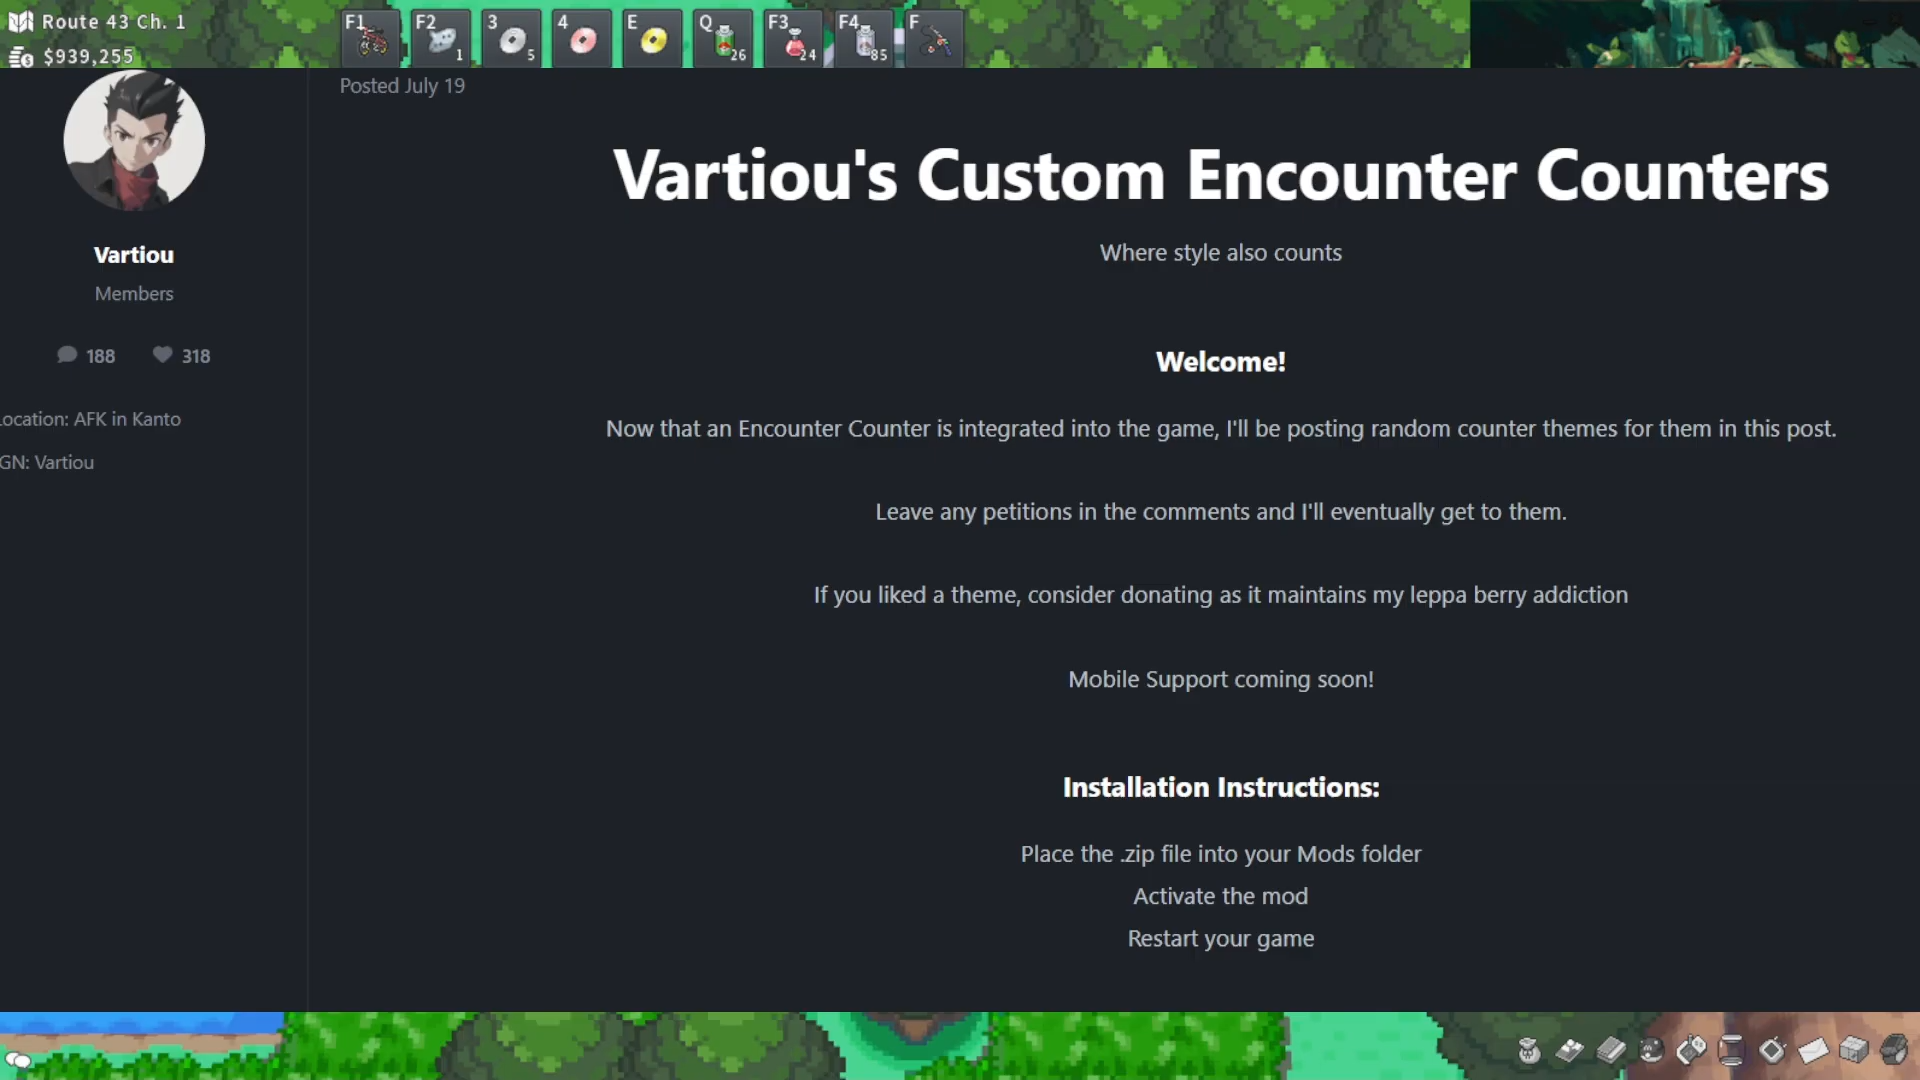 Route 43 Ch. 1
$939,255
F1
F2
1
3
5
4
E
Q
26
F3
24
F4
85
F
Posted July 19
Vartiou's Custom Encounter Counters
Where style also counts
Vartiou
Members
188
318
ocation: AFK in Kanto
GN: Vartiou
Welcome!
Now that an Encounter Counter is integrated into the game, I'll be posting random counter themes for them in this post.
Leave any petitions in the comments and I'll eventually get to them.
If you liked a theme, consider donating as it maintains my leppa berry addiction
Mobile Support coming soon!
Installation Instructions:
Place the .zip file into your Mods folder
Activate the mod
Restart your game